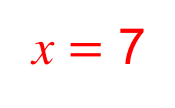 x = 7